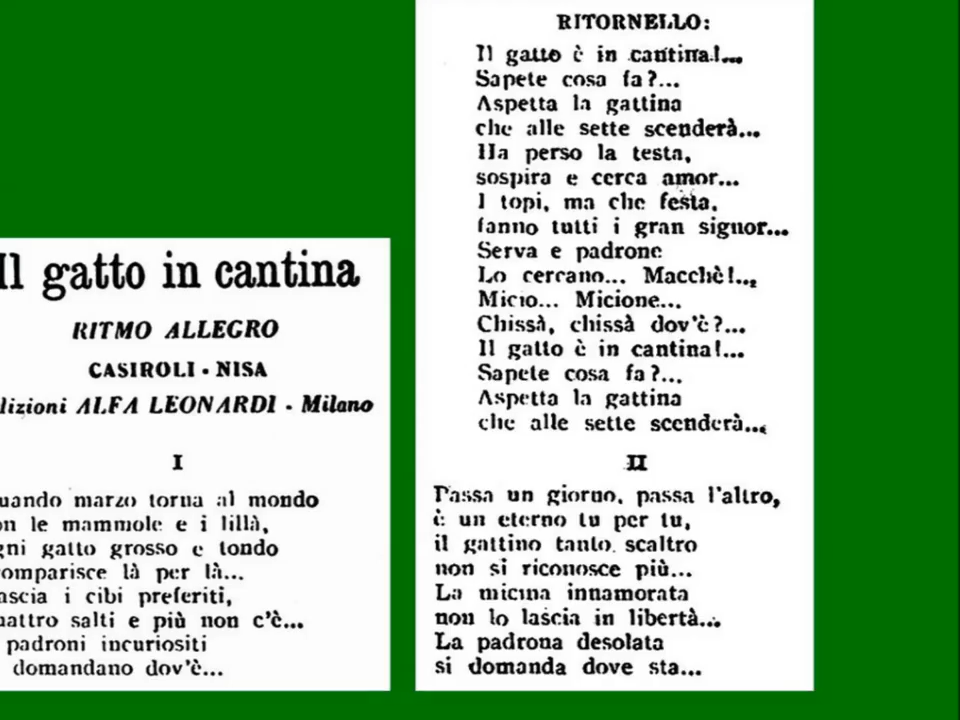 Il gatto in cantina
RITMO ALLEGRO
CASIROLI - NISA
dizioni ALFA LEONARDI - Milano
I
uando marzo torna al mondo
on le mammole e i lillà,
gni gatto grosso e tondo
omparisce là per là...
ascia i cibi preferiti,
uattro salti e più non c'è...
padroni incuriositi
domandano dov'è...
RITORNELLO:
Il gatto è in cantina!...
Sapete cosa fa?...
Aspetta la gattina
che alle sette scenderà...
Ha perso la testa,
sospira e cerca amor...
I topi, ma che festa,
fanno tutti i gran signor...
Serva e padrone
Lo cercano... Macchè!...
Micio... Micione...
Chissà, chissà dov'è?...
Il gatto è in cantina!...
Sapete cosa fa?...
Aspetta la gattina
che alle sette scenderà...
II
Passa un giorno, passa l'altro,
è un eterno tu per tu,
il gattino tanto scaltro
non si riconosce più...
La micina innamorata
non lo lascia in libertà...
La padrona desolata
si domanda dove sta...